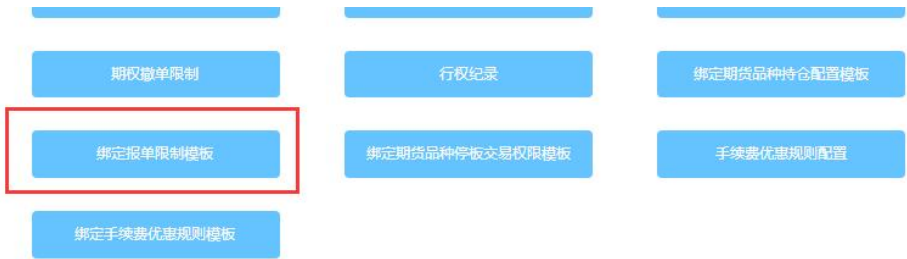 期权撤单限制
行权纪录
绑定期货品种持仓配置模板
绑定报单限制模板
绑定期货品种停板交易权限模板
手续费优惠规则配置
绑定手续费优惠规则模板